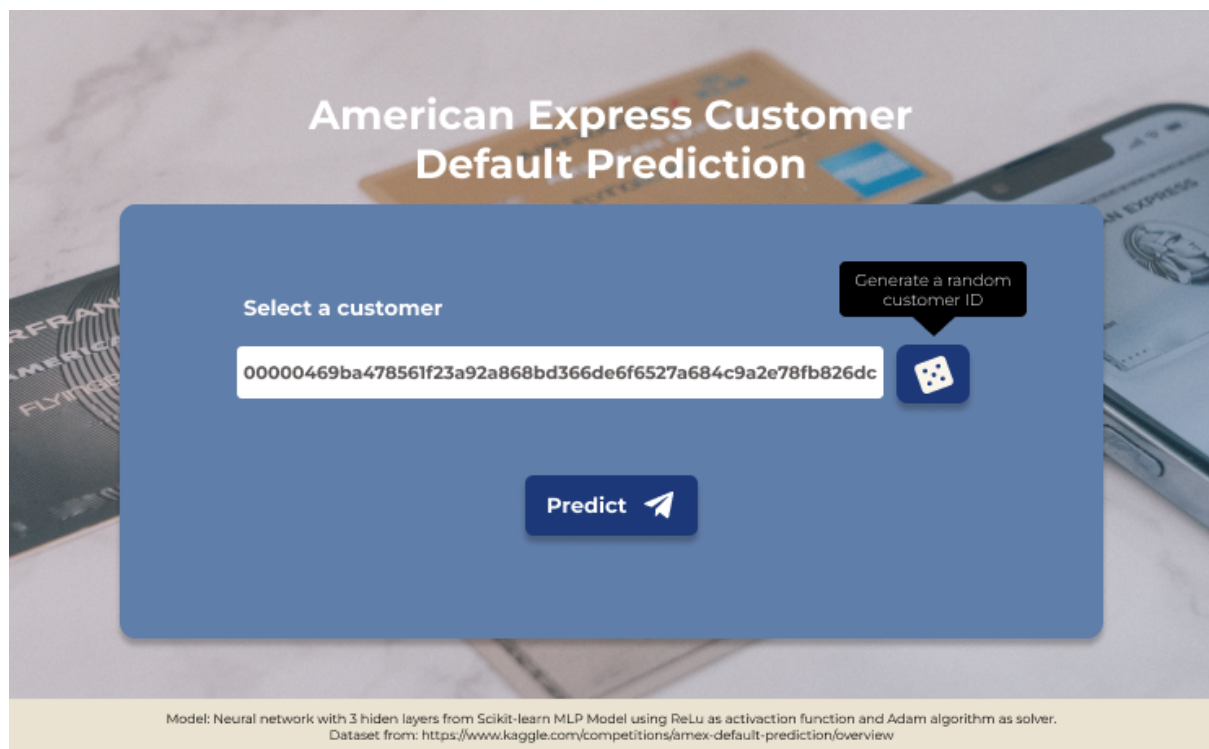 American Express Customer
Default Prediction
AN EXPRESS
Generate a random
customer ID
Select a customer
00000469ba478561f23a92a868bd366de6f6527a684c9a2e78fb826dc
Predict
Model: Neural network with 3 hiden layers from Scikit-learn MLP Model using ReLu as activaction function and Adam algorithm as solver.
Dataset from: https://www.kaggle.com/competitions/amex-default-prediction/overview